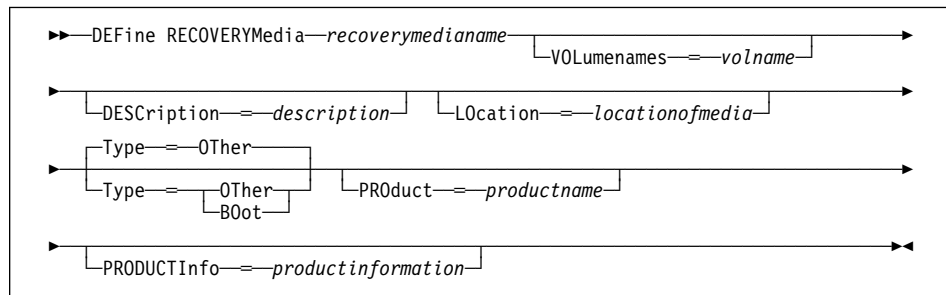 DEFine RECOVERYMedia recoverymedianame
VOLumenames = volname
DESCription = description LOcation = locationofmedia
Type = OTher
Type = OTher PROduct = productname
BOot
PRODUCTInfo = productinformation